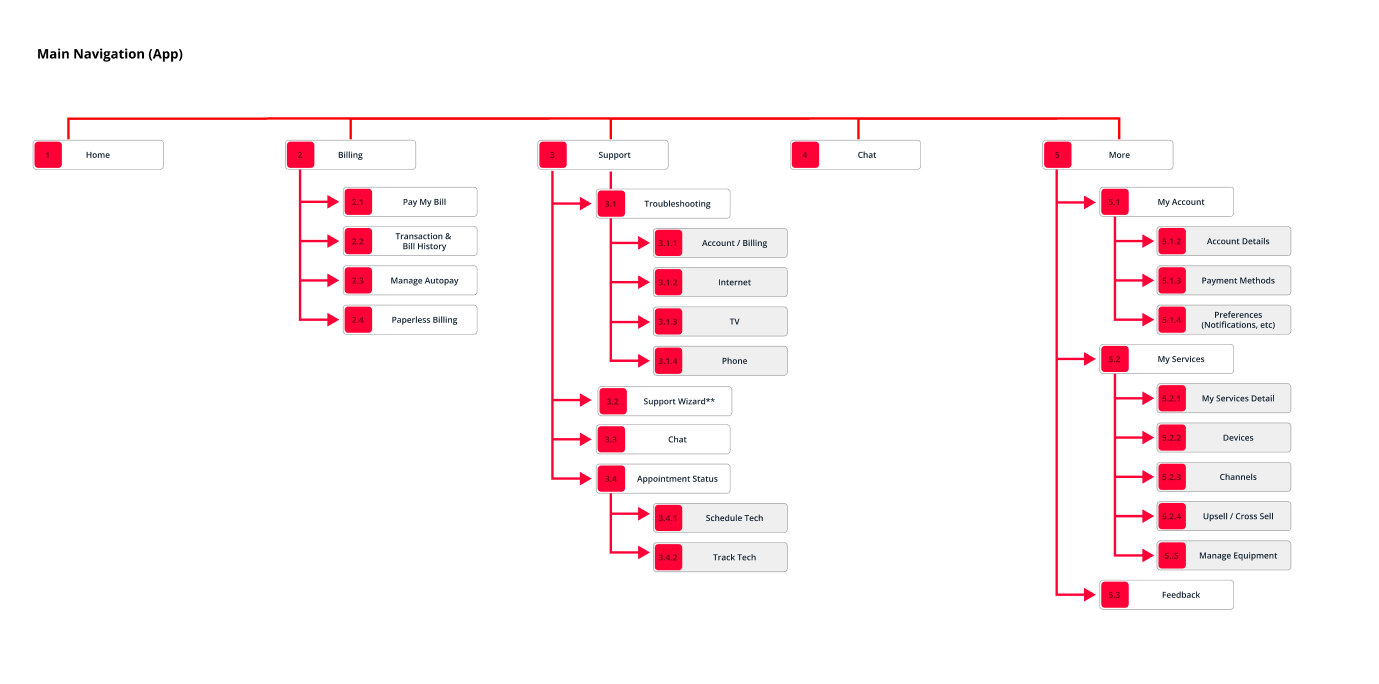 Main Navigation (App)
1 Home
2 Billing
2.1 Pay My Bill
2.2 Transaction &
Bill History
2.3 Manage Autopay
2.4 Paperless Billing
3 Support
3.1 Troubleshooting
3.1.1 Account / Billing
3.1.2 Internet
3.1.3 TV
3.1.4 Phone
3.2 Support Wizard**
3.3 Chat
3.4 Appointment Status
3.4.1 Schedule Tech
3.4.2 Track Tech
4 Chat
5 More
5.1 My Account
5.1.2 Account Details
5.1.3 Payment Methods
5.1.4 Preferences
(Notifications, etc)
5.2 My Services
5.2.1 My Services Detail
5.2.2 Devices
5.2.3 Channels
5.2.4 Upsell / Cross Sell
5..5 Manage Equipment
5.3 Feedback